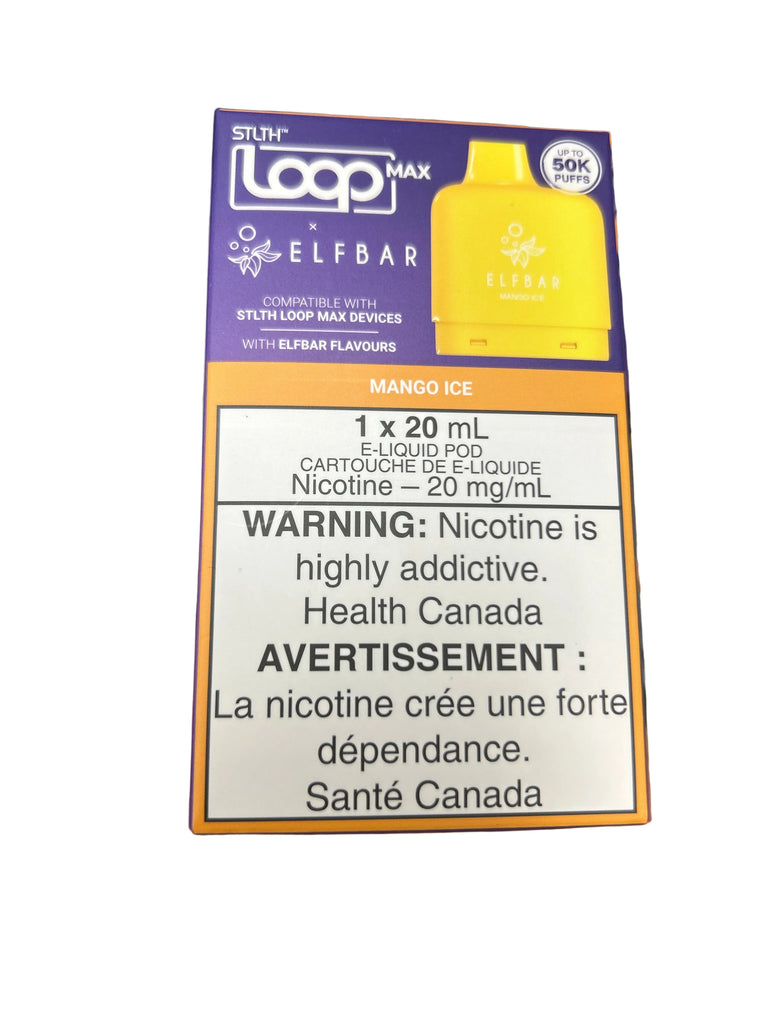 STLTH™
LOOP MAX
UP TO
50K
PUFFS
×
ELFBAR
ELFBAR
MANGO ICE
COMPATIBLE WITH
STLTH LOOP MAX DEVICES
WITH ELFBAR FLAVOURS
MANGO ICE
1 x 20 mL
E-LIQUID POD
CARTOUCHE DE E-LIQUIDE
Nicotine – 20 mg/mL
WARNING: Nicotine is
highly addictive.
Health Canada
AVERTISSEMENT :
La nicotine crée une forte
dépendance.
Santé Canada